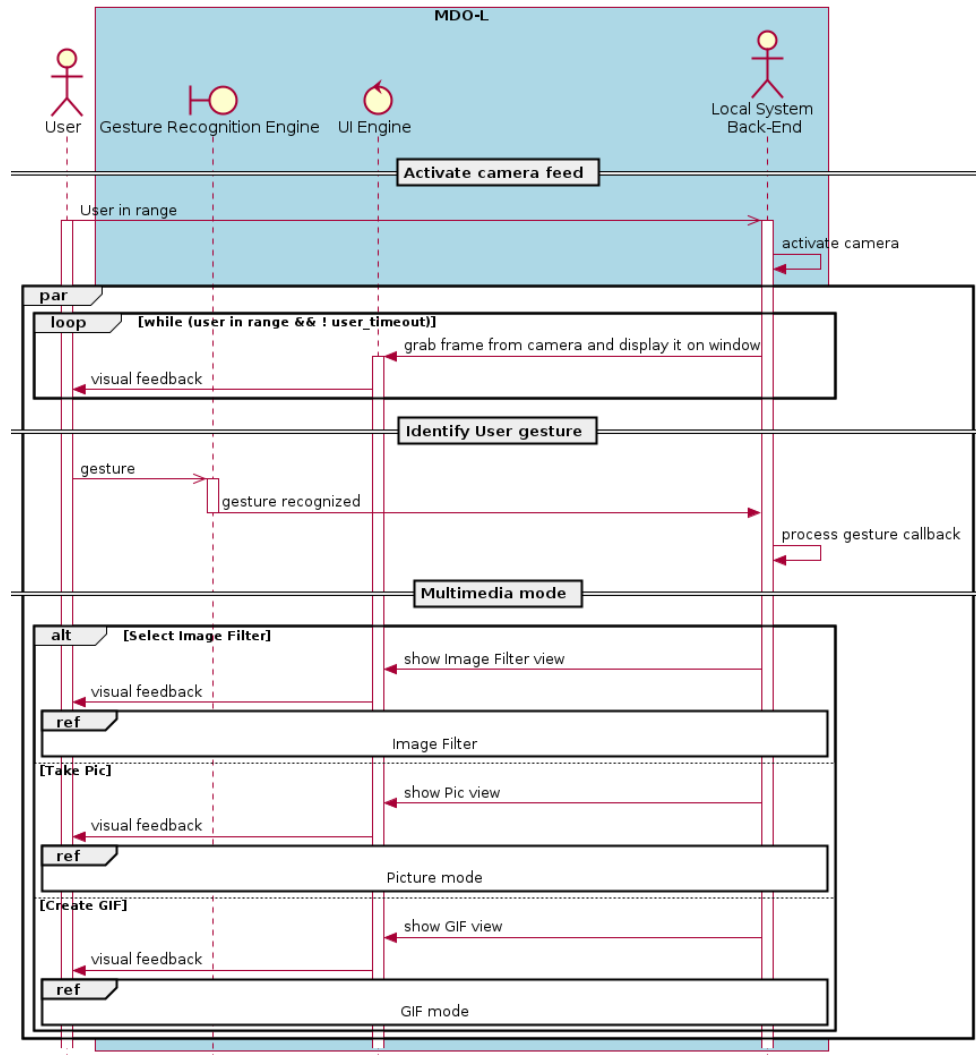 MDO-L
User
Gesture Recognition Engine
UI Engine
Local System
Back-End
Activate camera feed
User in range
activate camera
par
loop
[while (user in range && ! user_timeout)]
grab frame from camera and display it on window
visual feedback
Identify User gesture
gesture
gesture recognized
process gesture callback
Multimedia mode
alt
[Select Image Filter]
show Image Filter view
visual feedback
ref
Image Filter
[Take Pic]
show Pic view
visual feedback
ref
Picture mode
[Create GIF]
show GIF view
visual feedback
ref
GIF mode